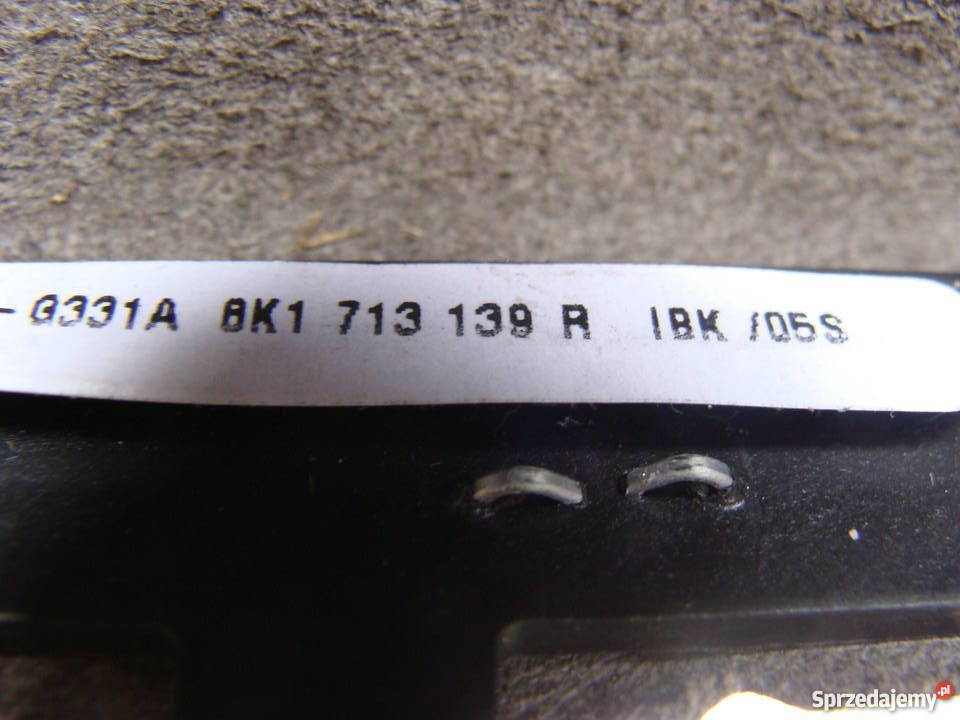 -G331A 8K1 713 139 R IBK /05S
Sprzedajemy.pl